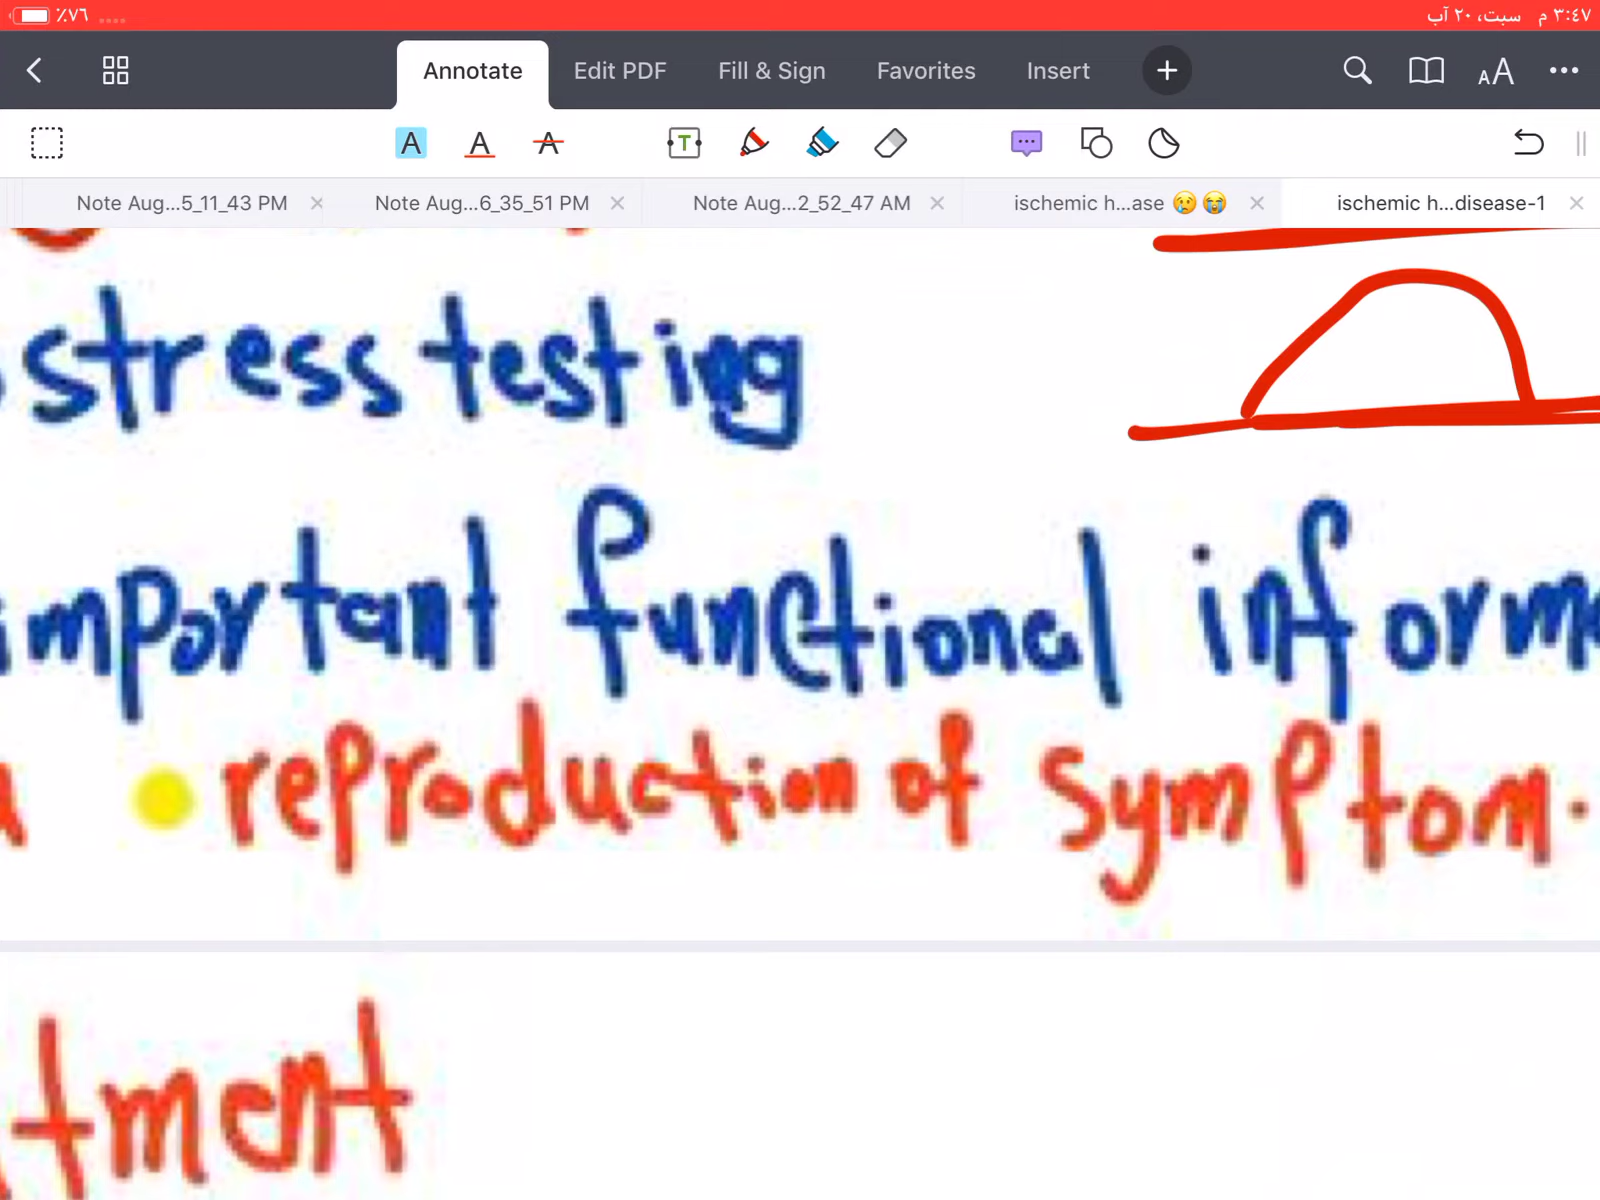 ٪٧٦
سبت، ٢٠ آب ٣:٤٧ م
Annotate Edit PDF Fill & Sign Favorites Insert
AA
A A A T
Note Aug...5_11_43 PM Note Aug...6_35_51 PM Note Aug...2_52_47 AM ischemic h...ase 😢😭 ischemic h...disease-1
stress testing
important functional inform
reproduction of symptom.
tment